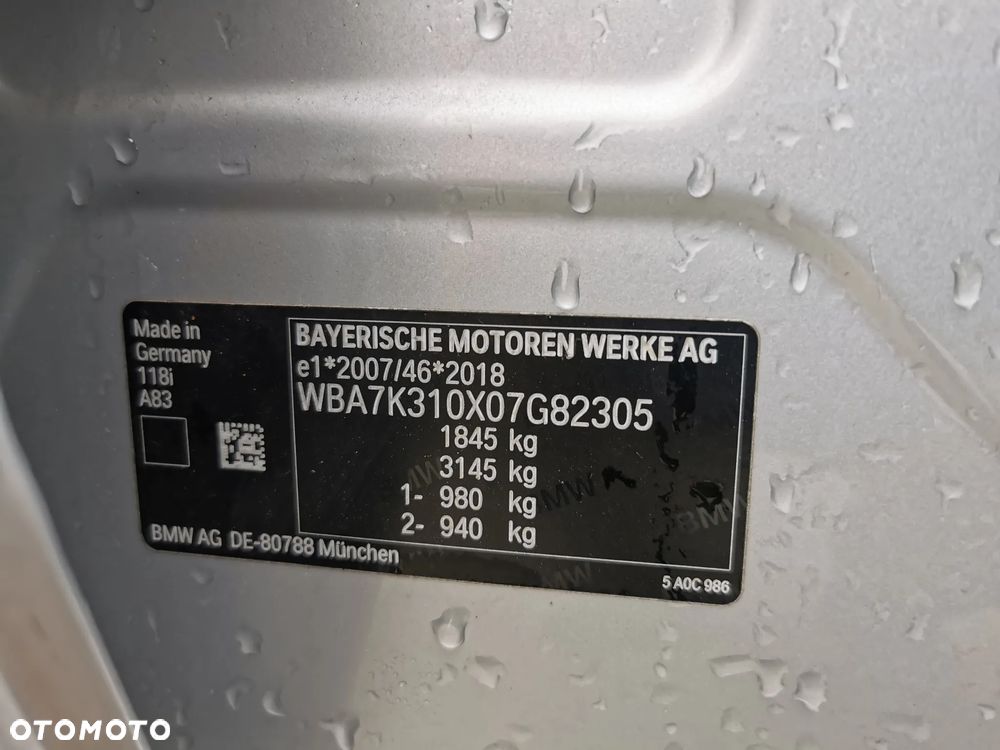 Made in
Germany
118i
A83
BAYERISCHE MOTOREN WERKE AG
e1*2007/46*2018
WBA7K310X07G82305
1845 kg
3145 kg
1- 980 kg
2- 940 kg
BMW AG DE-80788 München
5 A0C 986
OTOMOTO